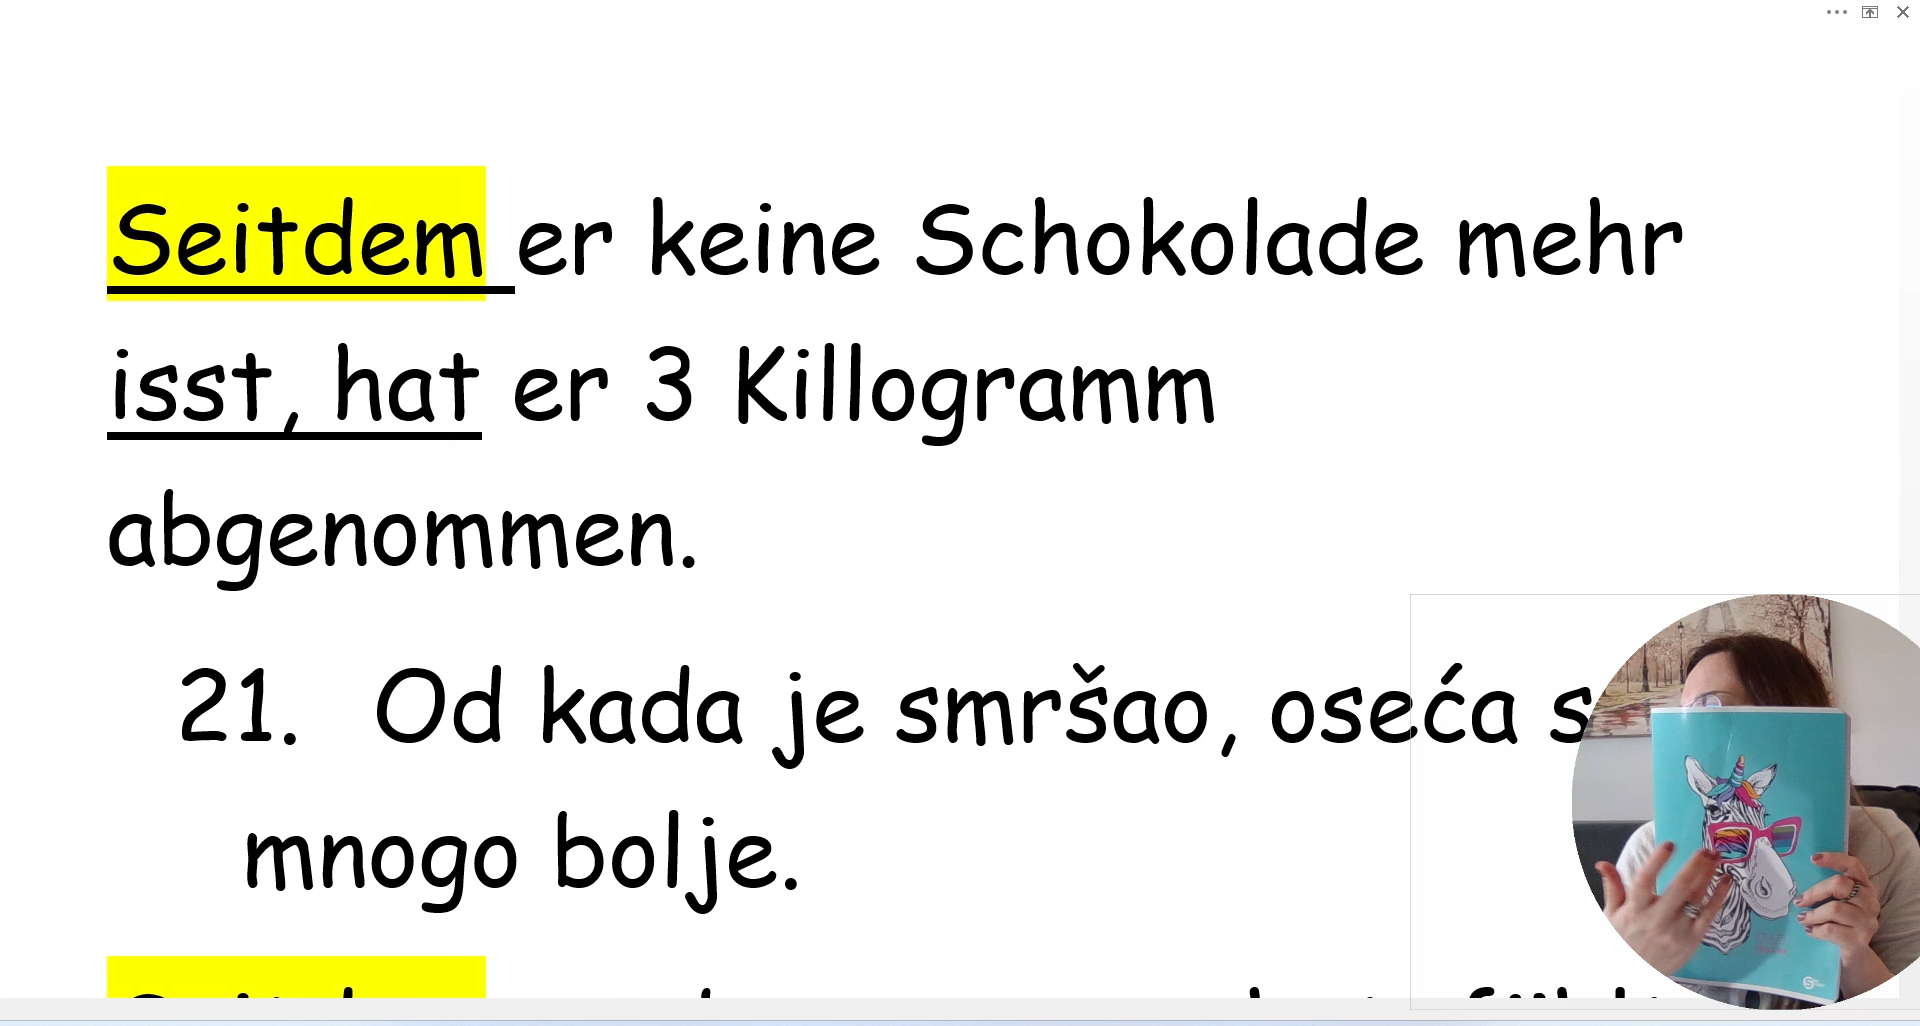 Seitdem er keine Schokolade mehr
isst, hat er 3 Killogramm
abgenommen.
21. Od kada je smršao, oseća s
mnogo bolje.